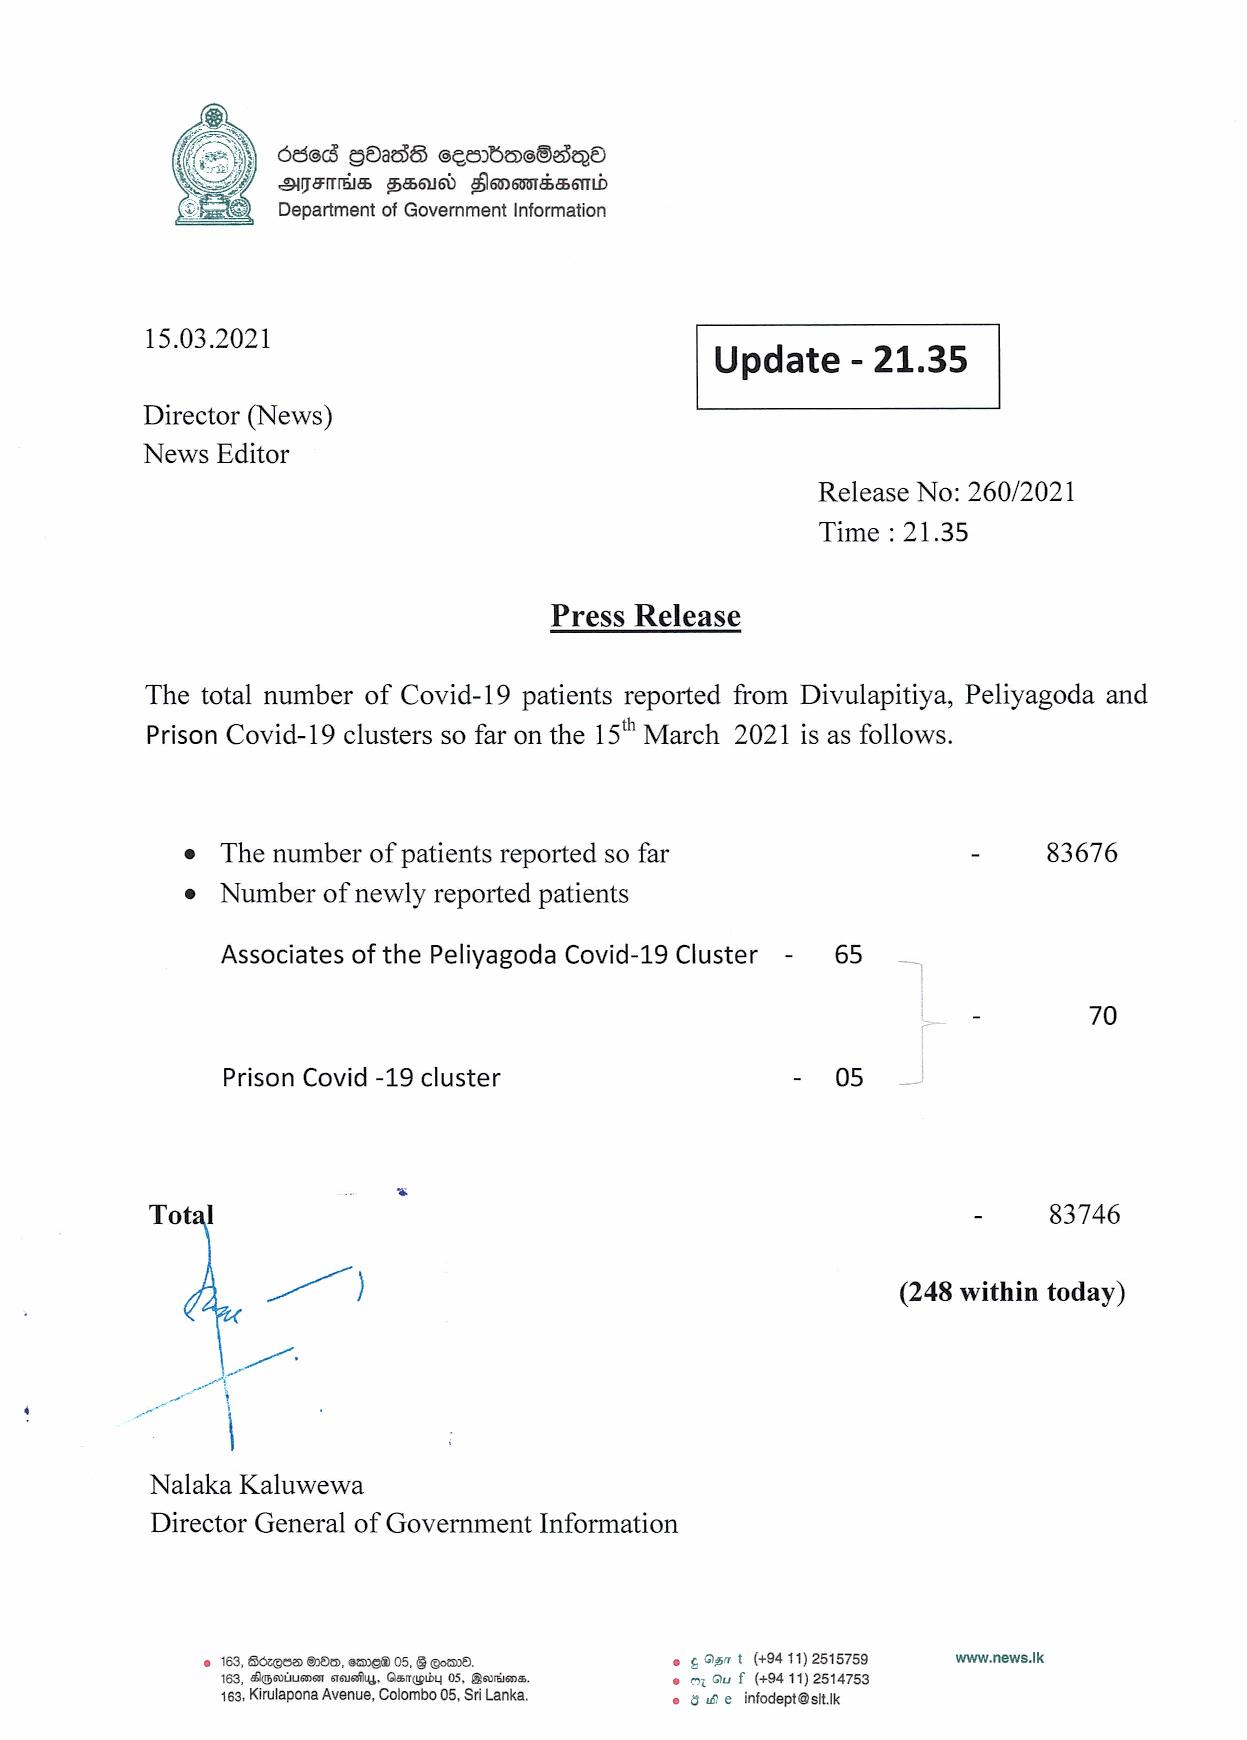 රජයේ ප්‍රවෘත්ති දෙපාර්තමේන්තුව
அரசாங்க தகவல் திணைக்களம்
Department of Government Information
15.03.2021
Update - 21.35
Director (News)
News Editor
Release No: 260/2021
Time : 21.35
Press Release
The total number of Covid-19 patients reported from Divulapitiya, Peliyagoda and
Prison Covid-19 clusters so far on the 15th March 2021 is as follows.
• The number of patients reported so far - 83676
• Number of newly reported patients
Associates of the Peliyagoda Covid-19 Cluster - 65
- 70
Prison Covid -19 cluster - 05
Total - 83746
(248 within today)
Nalaka Kaluwewa
Director General of Government Information
163, කිරුලපන මාවත, කොළඹ 05, ශ්‍රී ලංකාව.
163, கிருலப்பனை எவனியூ, கொழும்பு 05, இலங்கை.
163, Kirulapona Avenue, Colombo 05, Sri Lanka.
දු தொ t (+94 11) 2515759
ෆැ பெ f (+94 11) 2514753
ඊ மி e infodept@slt.lk
www.news.lk